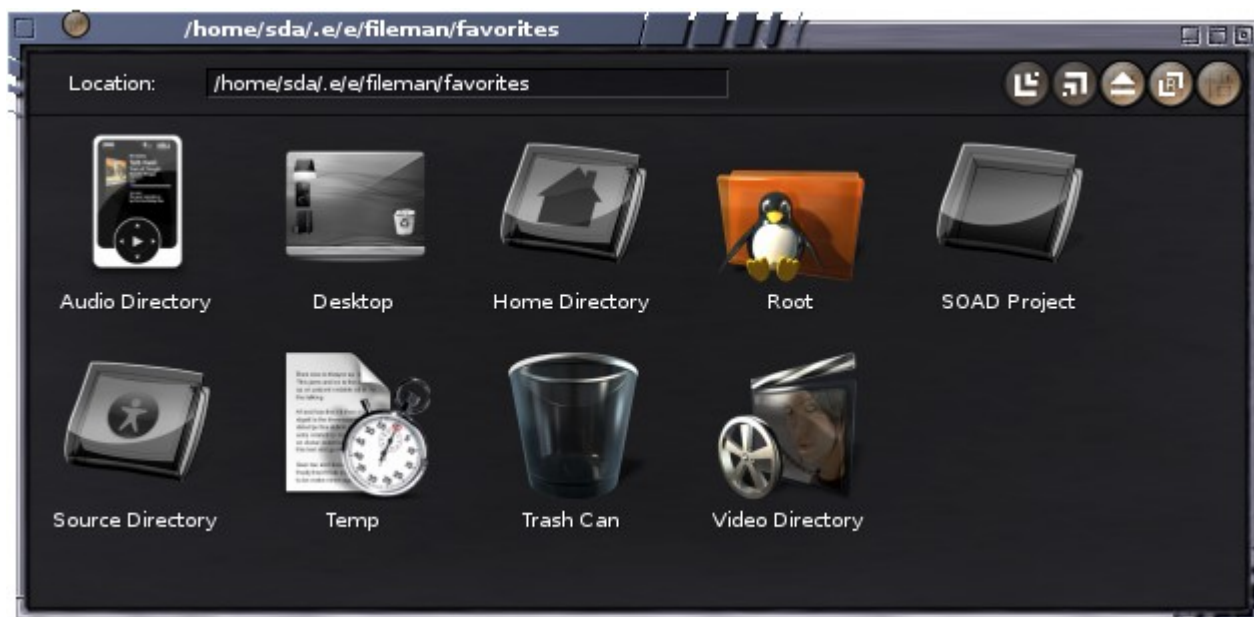 /home/sda/.e/e/fileman/favorites
Location: /home/sda/.e/e/fileman/favorites
Audio Directory Desktop Home Directory Root SOAD Project
Source Directory Temp Trash Can Video Directory